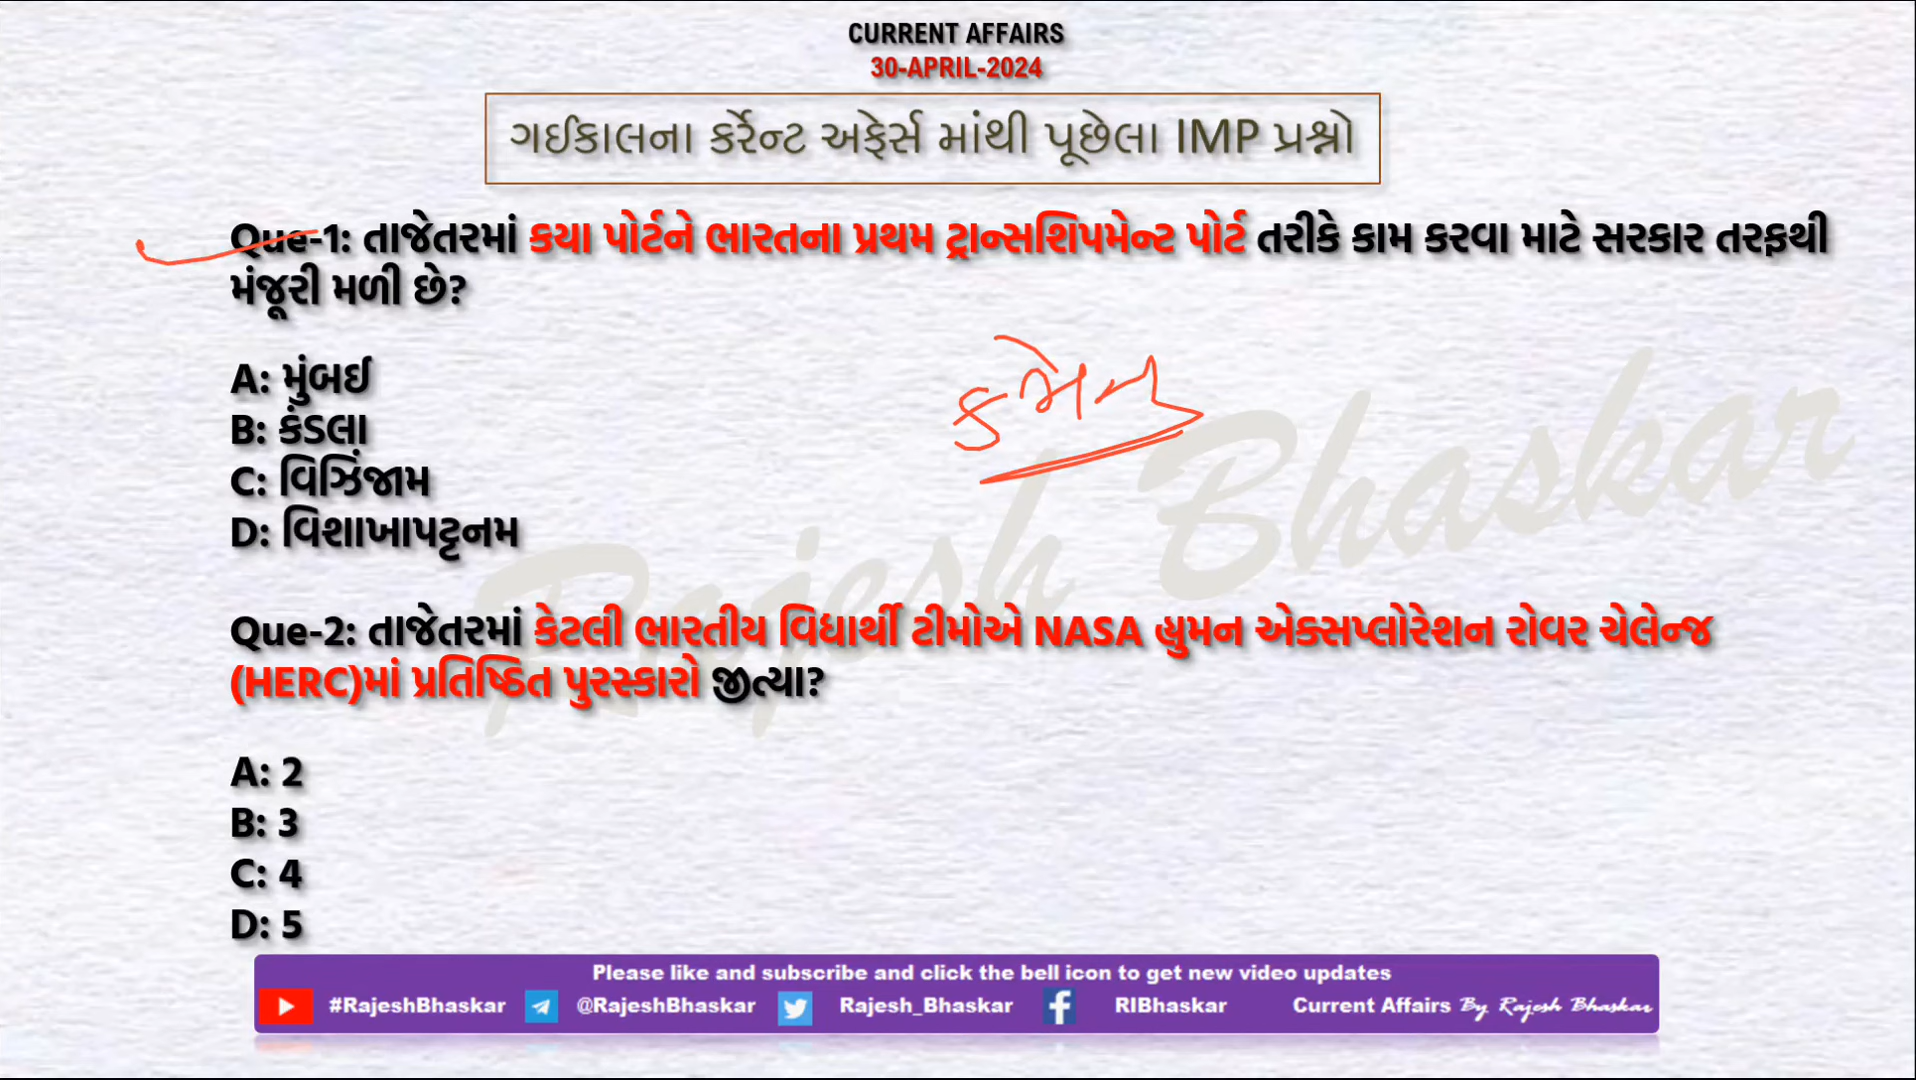 CURRENT AFFAIRS
30-APRIL-2024
ગઈકાલના કર્રેન્ટ અફેર્સ માંથી પૂછેલા IMP પ્રશ્નો
Que-1: તાજેતરમાં કયા પોર્ટને ભારતના પ્રથમ ટ્રાન્સશિપમેન્ટ પોર્ટ તરીકે કામ કરવા માટે સરકાર તરફથી
મંજૂરી મળી છે?
A: મુંબઈ
B: કંડલા
C: વિઝિંજામ
D: વિશાખાપટ્ટનમ
Que-2: તાજેતરમાં કેટલી ભારતીય વિદ્યાર્થી ટીમોએ NASA હ્યુમન એક્સપ્લોરેશન રોવર ચેલેન્જ
(HERC)માં પ્રતિષ્ઠિત પુરસ્કારો જીત્યા?
A: 2
B: 3
C: 4
D: 5
Rajesh Bhaskar
Please like and subscribe and click the bell icon to get new video updates
#RajeshBhaskar @RajeshBhaskar Rajesh_Bhaskar RIBhaskar Current Affairs By Rajesh Bhaskar